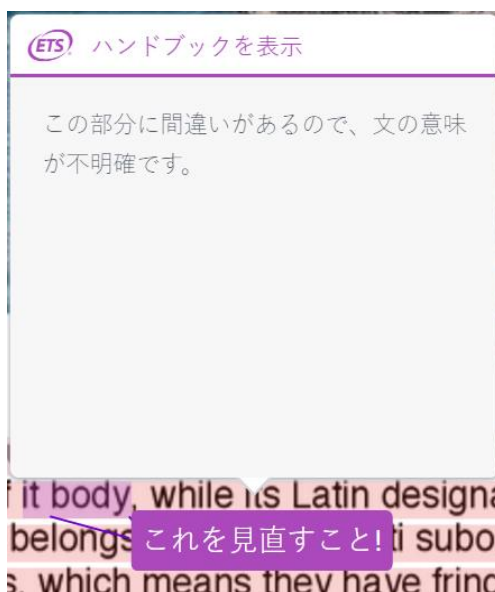 ETS ハンドブックを表示
この部分に間違いがあるので、文の意味
が不明確です。
it body, while its Latin
belongs これを見直すこと! subo
s, which means they have